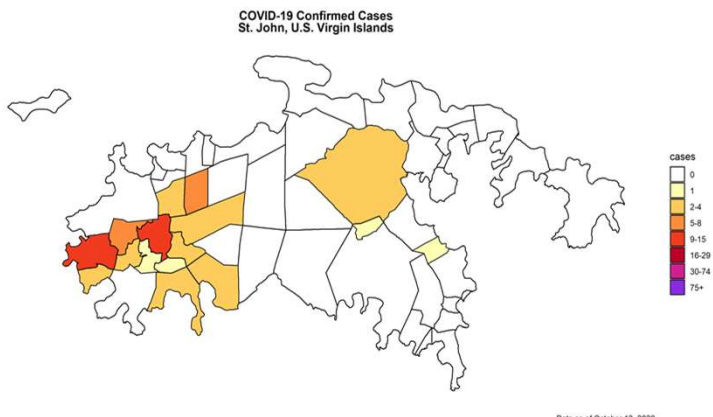 COVID-19 Confirmed Cases
St. John, U.S. Virgin Islands
cases
0
1
2-4
5-8
9-15
16-29
30-74
75+